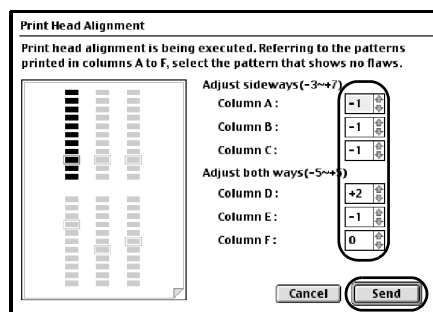 Print Head Alignment
Print head alignment is being executed. Referring to the patterns
printed in columns A to F, select the pattern that shows no flaws.
Adjust sideways(-3~+7)
Column A : -1
Column B : -1
Column C : -1
Adjust both ways(-5~+5)
Column D : +2
Column E : -1
Column F : 0
Cancel Send